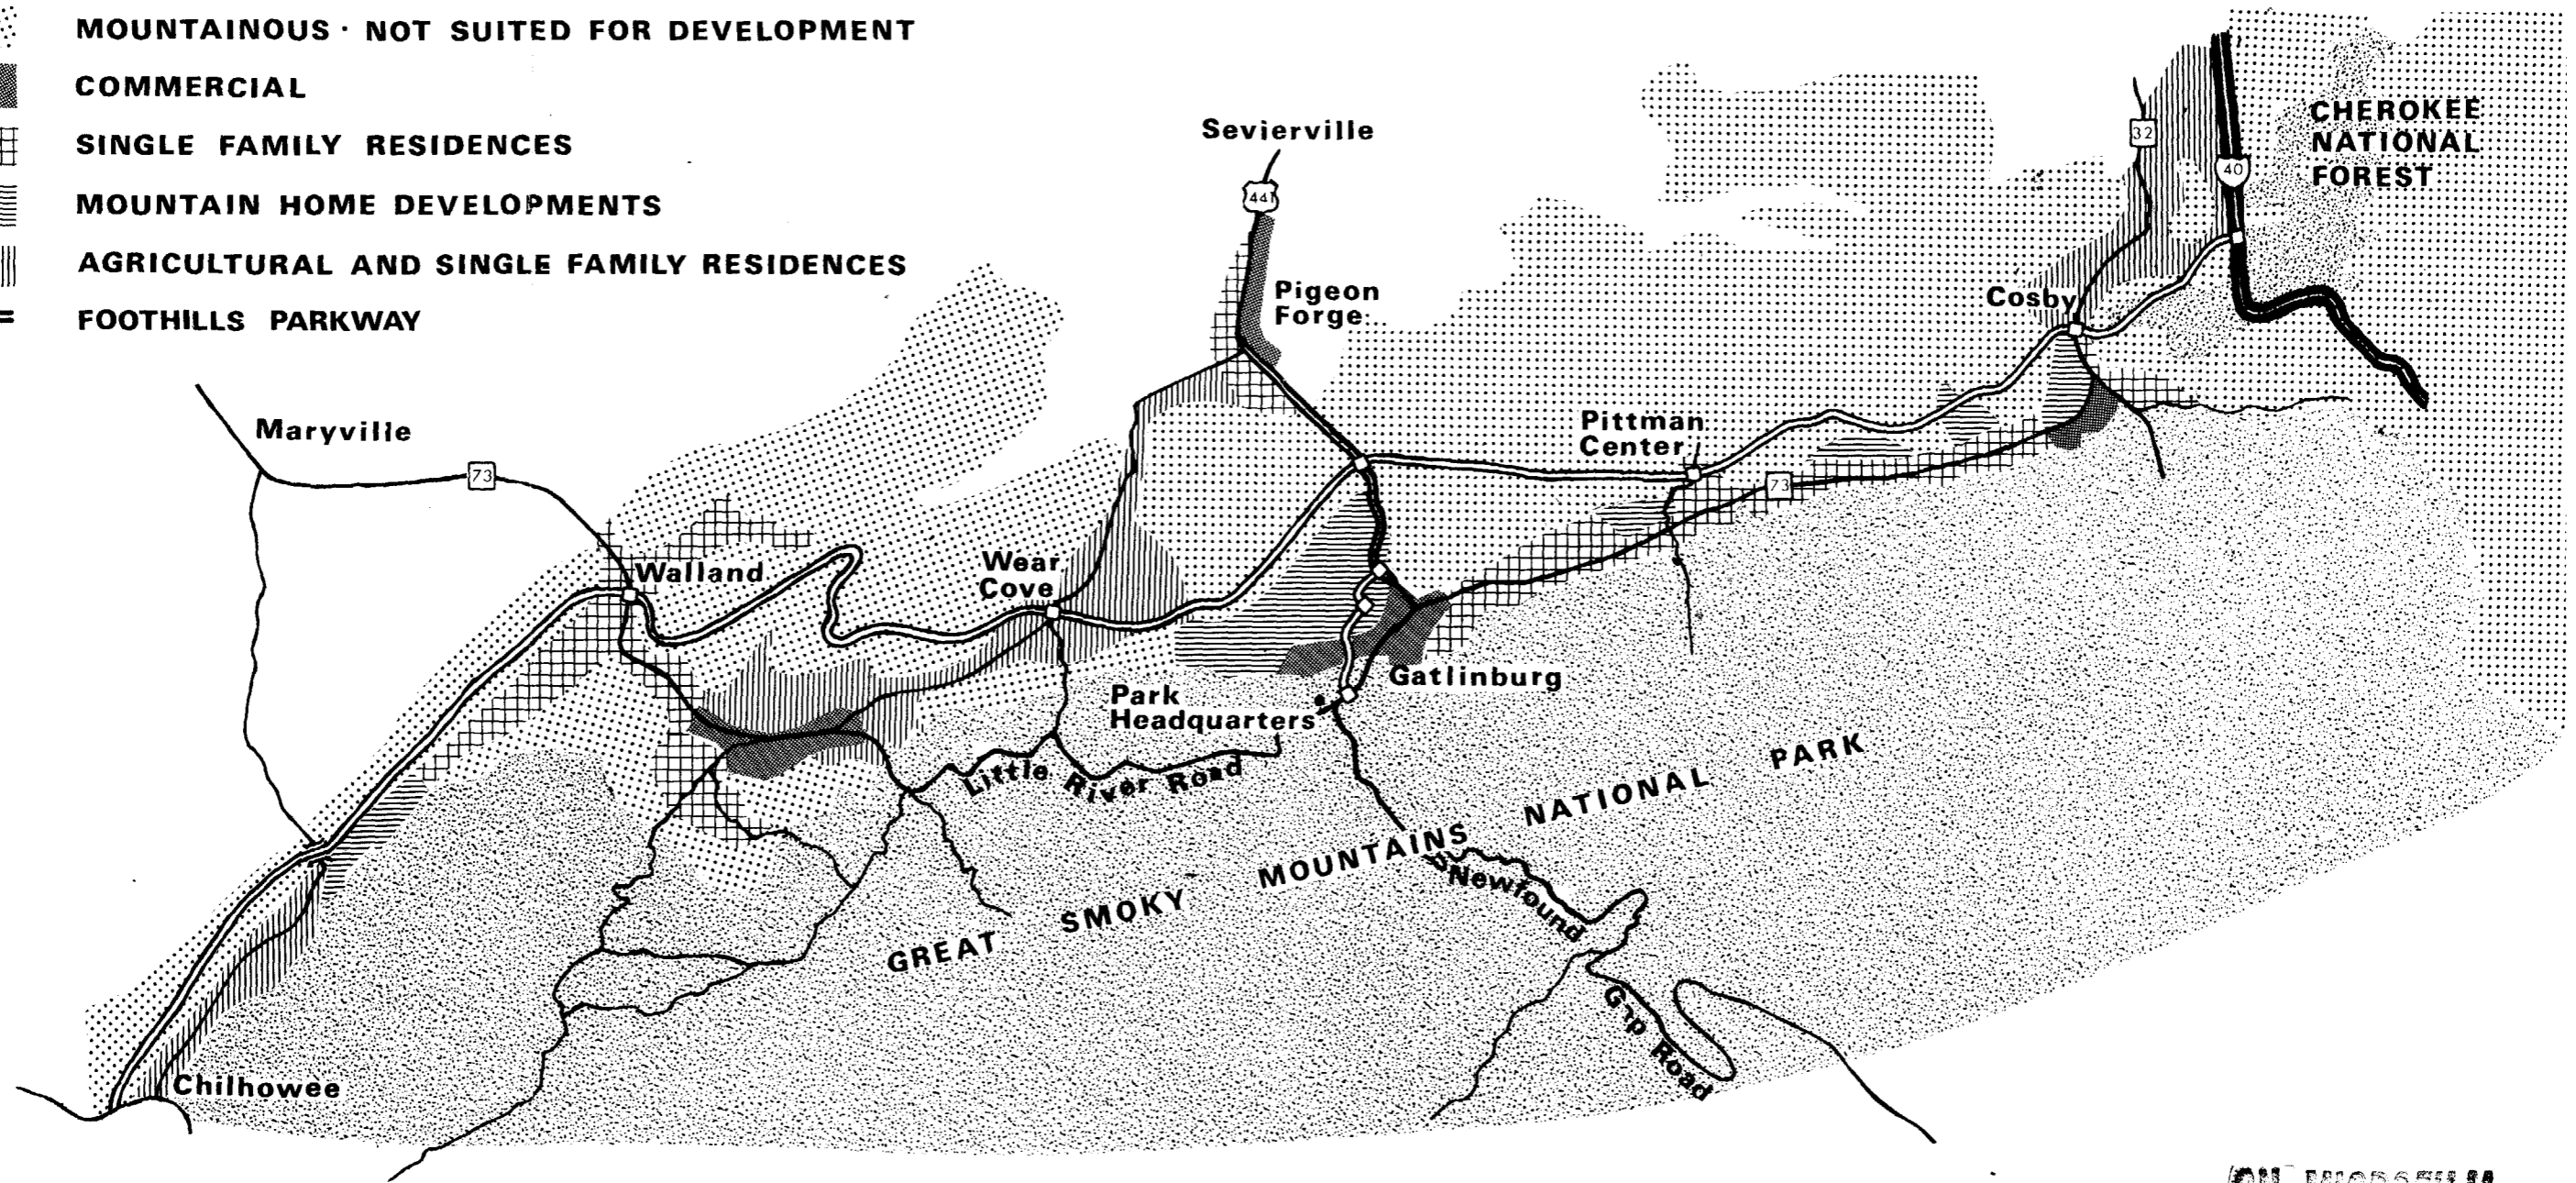 MOUNTAINOUS · NOT SUITED FOR DEVELOPMENT
COMMERCIAL
SINGLE FAMILY RESIDENCES
MOUNTAIN HOME DEVELOPMENTS
AGRICULTURAL AND SINGLE FAMILY RESIDENCES
FOOTHILLS PARKWAY
CHEROKEE
NATIONAL
FOREST
32
40
Sevierville
441
Pigeon
Forge
Cosby
Maryville
73
Pittman
Center
73
Walland
Wear
Cove
Gatlinburg
Park
Headquarters
Little River Road
GREAT SMOKY MOUNTAINS NATIONAL PARK
Newfound
Gap Road
Chilhowee
ON MICROFILM